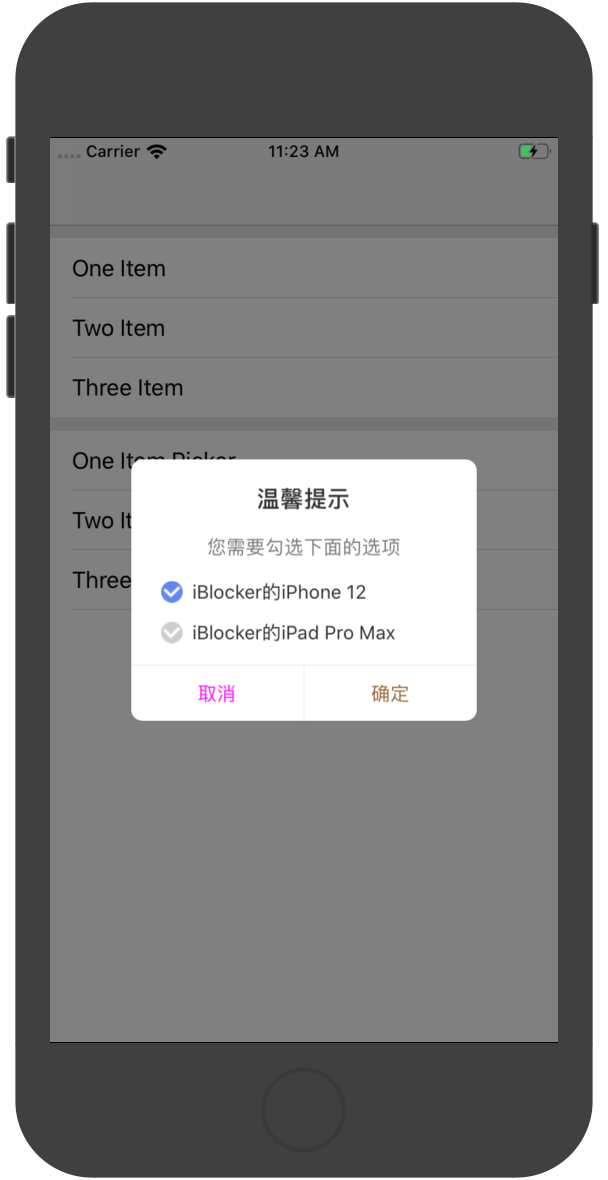 Carrier 11:23 AM
One Item
Two Item
Three Item
One Item Picker
Two It
Three
温馨提示
您需要勾选下面的选项
iBlocker的iPhone 12
iBlocker的iPad Pro Max
取消 确定